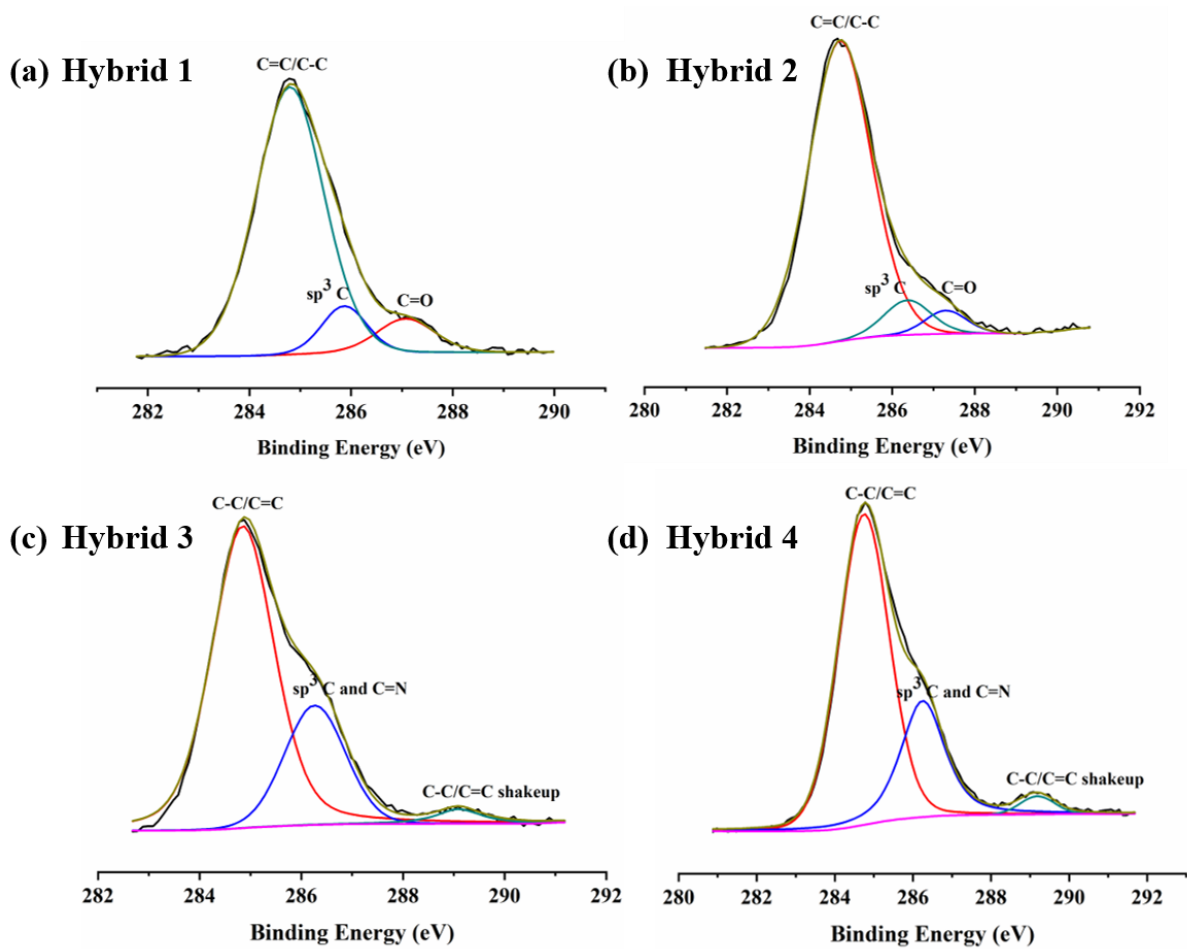 (a) Hybrid 1
C=C/C-C
sp³ C
C=O
282 284 286 288 290
Binding Energy (eV)
(b) Hybrid 2
C=C/C-C
sp³ C
C=O
280 282 284 286 288 290 292
Binding Energy (eV)
(c) Hybrid 3
C-C/C=C
sp³ C and C=N
C-C/C=C shakeup
282 284 286 288 290 292
Binding Energy (eV)
(d) Hybrid 4
C-C/C=C
sp³ C and C=N
C-C/C=C shakeup
280 282 284 286 288 290 292
Binding Energy (eV)